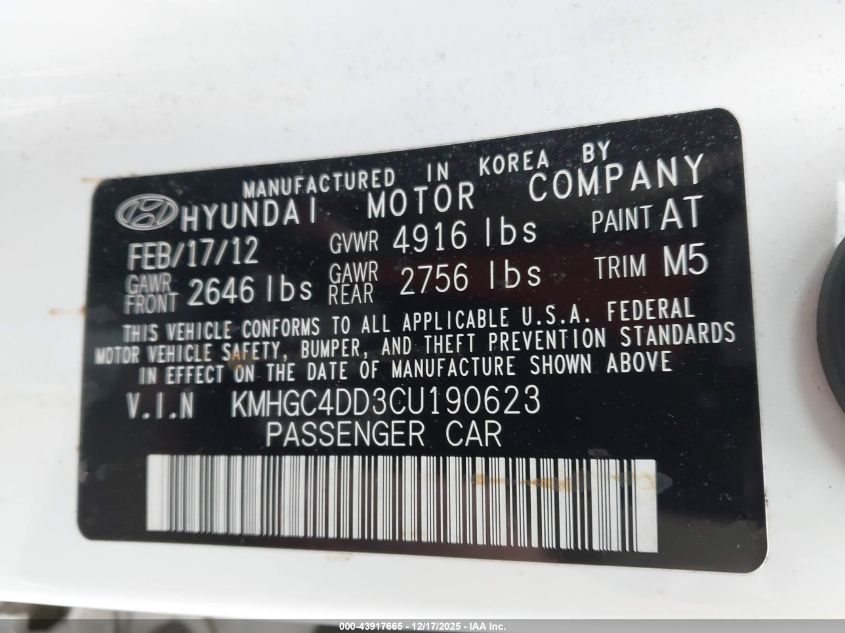 MANUFACTURED IN KOREA BY
HYUNDAI MOTOR COMPANY
FEB/17/12 GVWR 4916 lbs PAINT AT
GAWR FRONT 2646 lbs GAWR REAR 2756 lbs TRIM M5
THIS VEHICLE CONFORMS TO ALL APPLICABLE U.S.A. FEDERAL
MOTOR VEHICLE SAFETY, BUMPER, AND THEFT PREVENTION STANDARDS
IN EFFECT ON THE DATE OF MANUFACTURE SHOWN ABOVE
V.I.N KMHGC4DD3CU190623
PASSENGER CAR
000-43917665 - 12/17/2025 - IAA Inc.